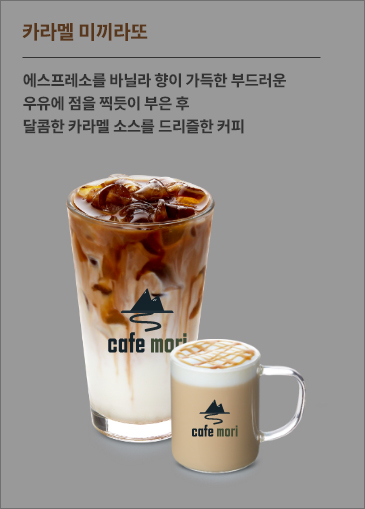 카라멜 미끼라또
에스프레소를 바닐라 향이 가득한 부드러운
우유에 점을 찍듯이 부은 후
달콤한 카라멜 소스를 드리즐한 커피
cafe mori
cafe mori